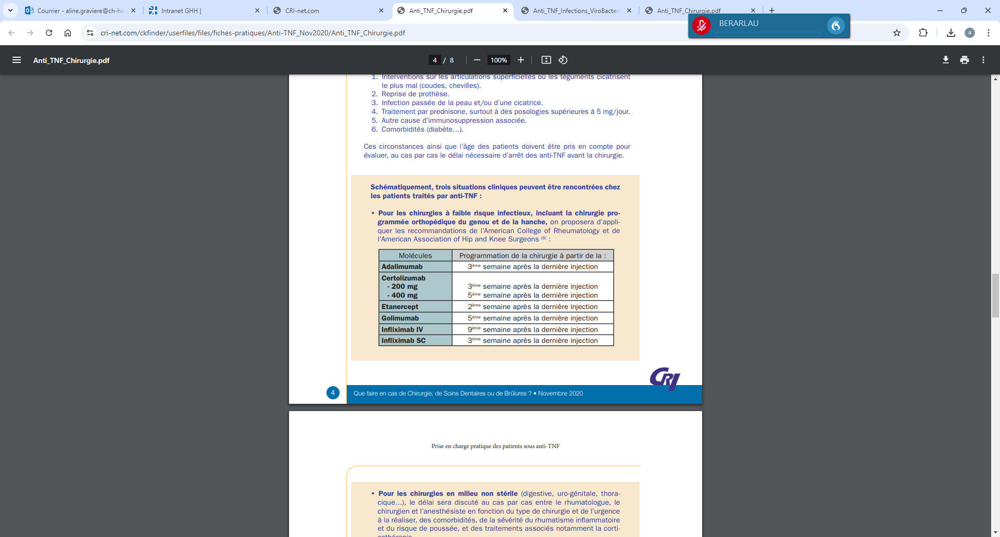 Courrier - aline.graviere@ch-ha
Intranet GHH |
CRI-net.com
Anti_TNF_Chirurgie.pdf
Anti_TNF_Infections_ViroBacteri
Anti_TNF_Chirurgie.pdf
BERARLAU
cri-net.com/ckfinder/userfiles/files/fiches-pratiques/Anti-TNF_Nov2020/Anti_TNF_Chirurgie.pdf
a
Anti_TNF_Chirurgie.pdf
4 / 8
100%
1. Interventions sur les articulations superficielles où les téguments cicatrisent
le plus mal (coudes, chevilles).
2. Reprise de prothèse.
3. Infection passée de la peau et/ou d'une cicatrice.
4. Traitement par prednisone, surtout à des posologies supérieures à 5 mg/jour.
5. Autre cause d'immunosuppression associée.
6. Comorbidités (diabète...).
Ces circonstances ainsi que l'âge des patients doivent être pris en compte pour
évaluer, au cas par cas le délai nécessaire d'arrêt des anti-TNF avant la chirurgie.
Schématiquement, trois situations cliniques peuvent être rencontrées chez
les patients traités par anti-TNF :
• Pour les chirurgies à faible risque infectieux, incluant la chirurgie pro-
grammée orthopédique du genou et de la hanche, on proposera d'appli-
quer les recommandations de l'American College of Rheumatology et de
l'American Association of Hip and Knee Surgeons (8) :
Molécules Programmation de la chirurgie à partir de la :
Adalimumab 3ème semaine après la dernière injection
Certolizumab
- 200 mg 3ème semaine après la dernière injection
- 400 mg 5ème semaine après la dernière injection
Etanercept 2ème semaine après la dernière injection
Golimumab 5ème semaine après la dernière injection
Infliximab IV 9ème semaine après la dernière injection
Infliximab SC 3ème semaine après la dernière injection
CRI
4 Que faire en cas de Chirurgie, de Soins Dentaires ou de Brûlures ? • Novembre 2020
Prise en charge pratique des patients sous anti-TNF
• Pour les chirurgies en milieu non stérile (digestive, uro-génitale, thora-
cique...), le délai sera discuté au cas par cas entre le rhumatologue, le
chirurgien et l'anesthésiste en fonction du type de chirurgie et de l'urgence
à la réaliser, des comorbidités, de la sévérité du rhumatisme inflammatoire
et du risque de poussée, et des traitements associés notamment la corti-
cothérapie.